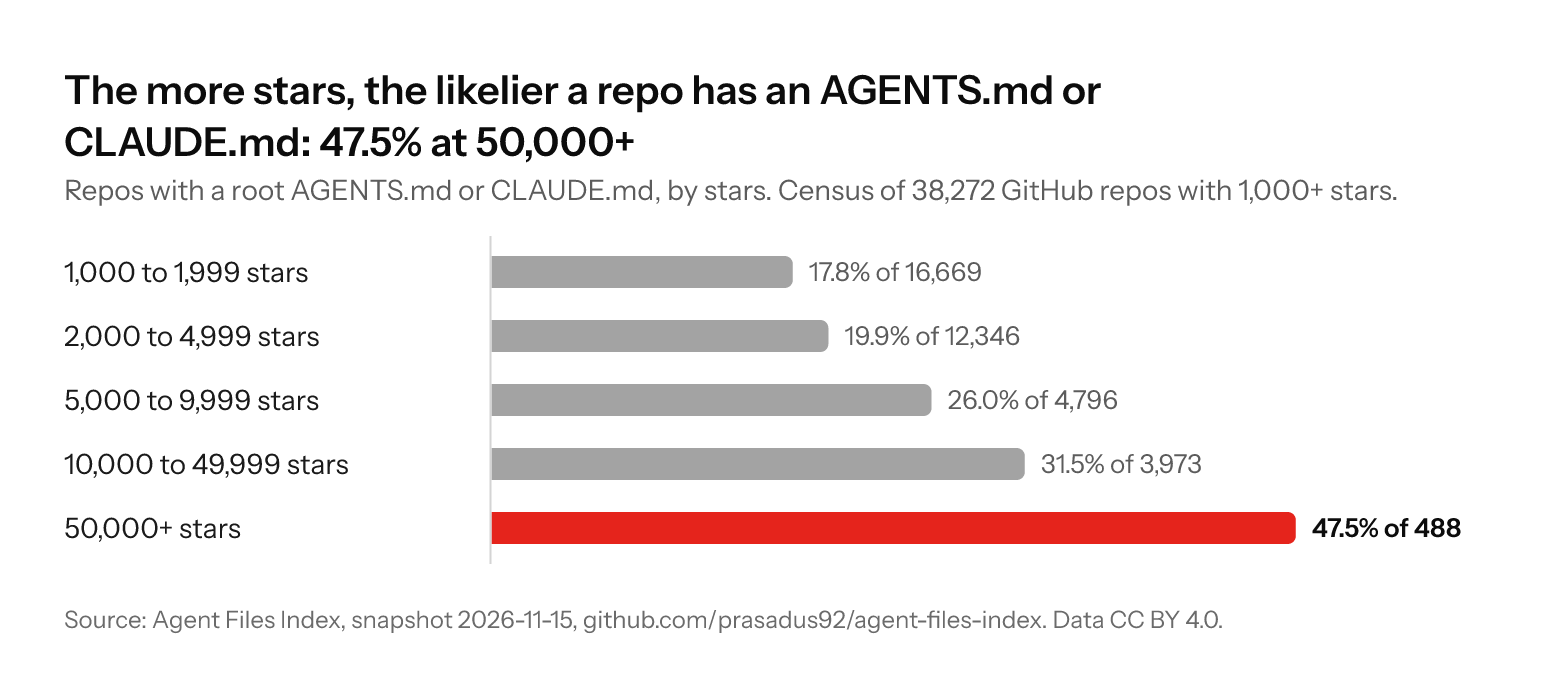 The more stars, the likelier a repo has an AGENTS.md or
CLAUDE.md: 47.5% at 50,000+
Repos with a root AGENTS.md or CLAUDE.md, by stars. Census of 38,272 GitHub repos with 1,000+ stars.
1,000 to 1,999 stars 17.8% of 16,669
2,000 to 4,999 stars 19.9% of 12,346
5,000 to 9,999 stars 26.0% of 4,796
10,000 to 49,999 stars 31.5% of 3,973
50,000+ stars 47.5% of 488
Source: Agent Files Index, snapshot 2026-11-15, github.com/prasadus92/agent-files-index. Data CC BY 4.0.